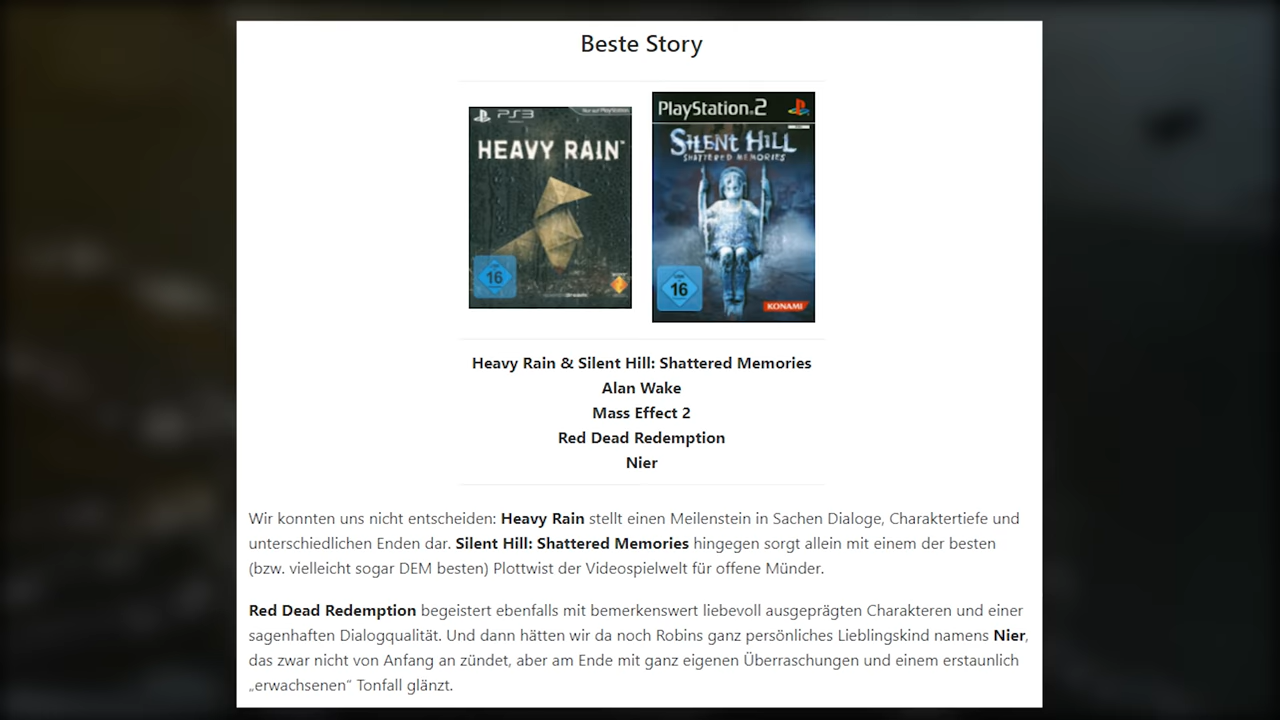 Beste Story
PS3
Nur auf PlayStation
HEAVY RAIN™
16
PlayStation®2
SILENT HILL
SHATTERED MEMORIES
16
KONAMI
Heavy Rain & Silent Hill: Shattered Memories
Alan Wake
Mass Effect 2
Red Dead Redemption
Nier
Wir konnten uns nicht entscheiden: Heavy Rain stellt einen Meilenstein in Sachen Dialoge, Charaktertiefe und
unterschiedlichen Enden dar. Silent Hill: Shattered Memories hingegen sorgt allein mit einem der besten
(bzw. vielleicht sogar DEM besten) Plottwist der Videospielwelt für offene Münder.
Red Dead Redemption begeistert ebenfalls mit bemerkenswert liebevoll ausgeprägten Charakteren und einer
sagenhaften Dialogqualität. Und dann hätten wir da noch Robins ganz persönliches Lieblingskind namens Nier,
das zwar nicht von Anfang an zündet, aber am Ende mit ganz eigenen Überraschungen und einem erstaunlich
„erwachsenen“ Tonfall glänzt.